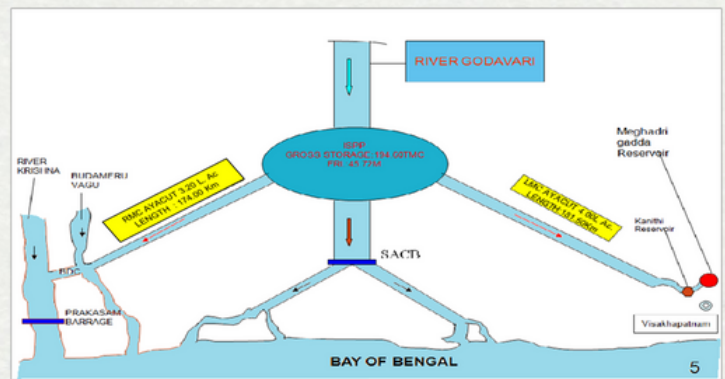 RIVER GODAVARI
ISPP
GROSS STORAGE:194.60TMC
FRL 45.72M
RIVER
KRISHNA
BUDAMERU
VAGU
RMC AYACUT 3.20 L. Ac
LENGTH : 174.00 Km
LMC AYACUT 4.00L Ac.
LENGTH:181.50Km
Meghadri
gadda
Reservoir
Kanithi
Reservoir
Visakhapatnam
BDC
SACB
PRAKASAM
BARRAGE
BAY OF BENGAL
5